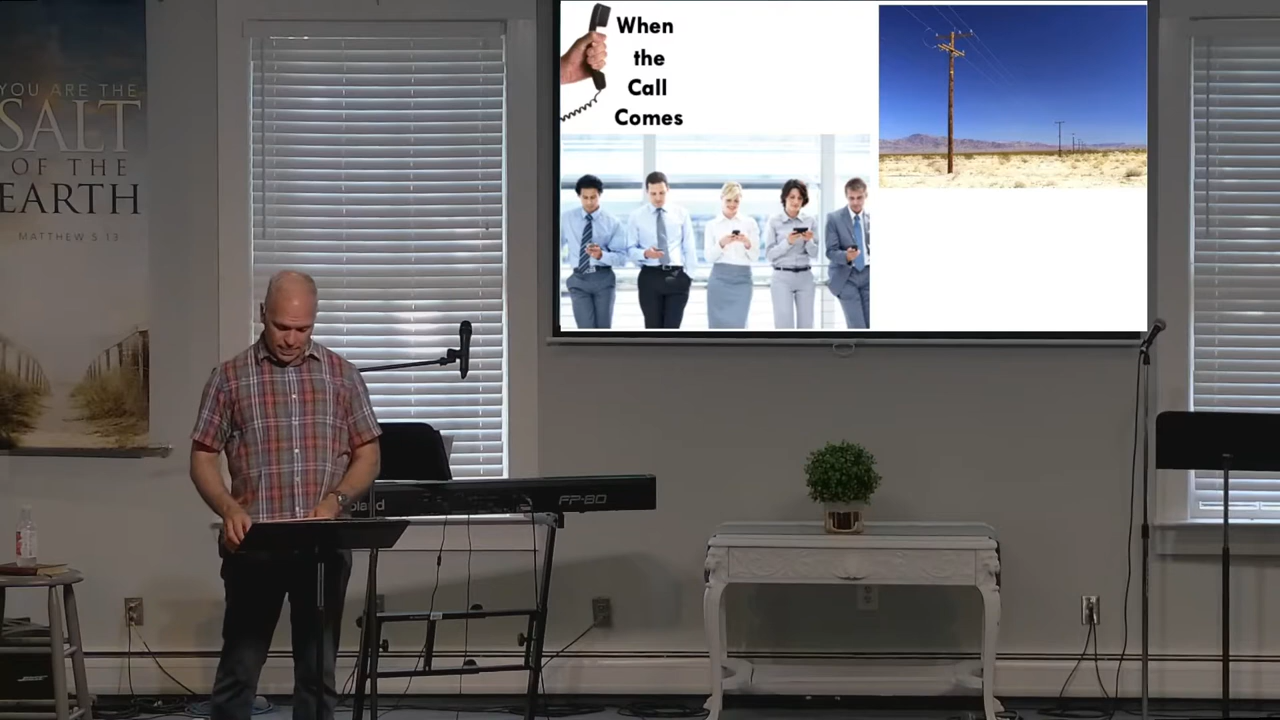 YOU ARE THE
SALT
OF THE
EARTH
MATTHEW 5:13
When
the
Call
Comes
Roland
FP-80